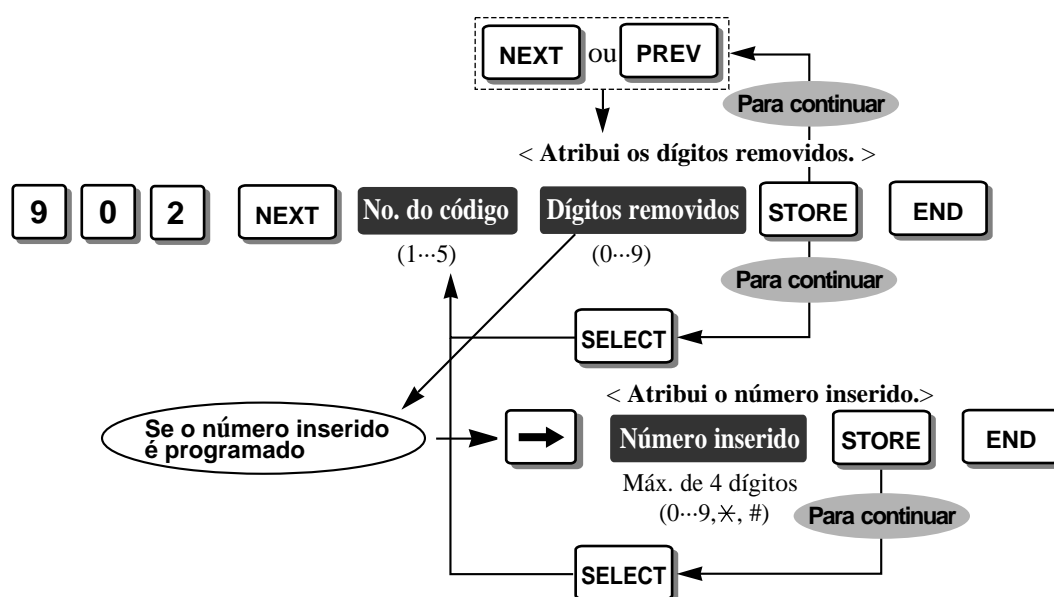 NEXT ou PREV
Para continuar
< Atribui os dígitos removidos. >
9 0 2 NEXT No. do código Dígitos removidos STORE END
(1···5) (0···9)
Para continuar
SELECT
< Atribui o número inserido.>
Se o número inserido
é programado
➞ Número inserido STORE END
Máx. de 4 dígitos
(0···9,✳, #)
Para continuar
SELECT